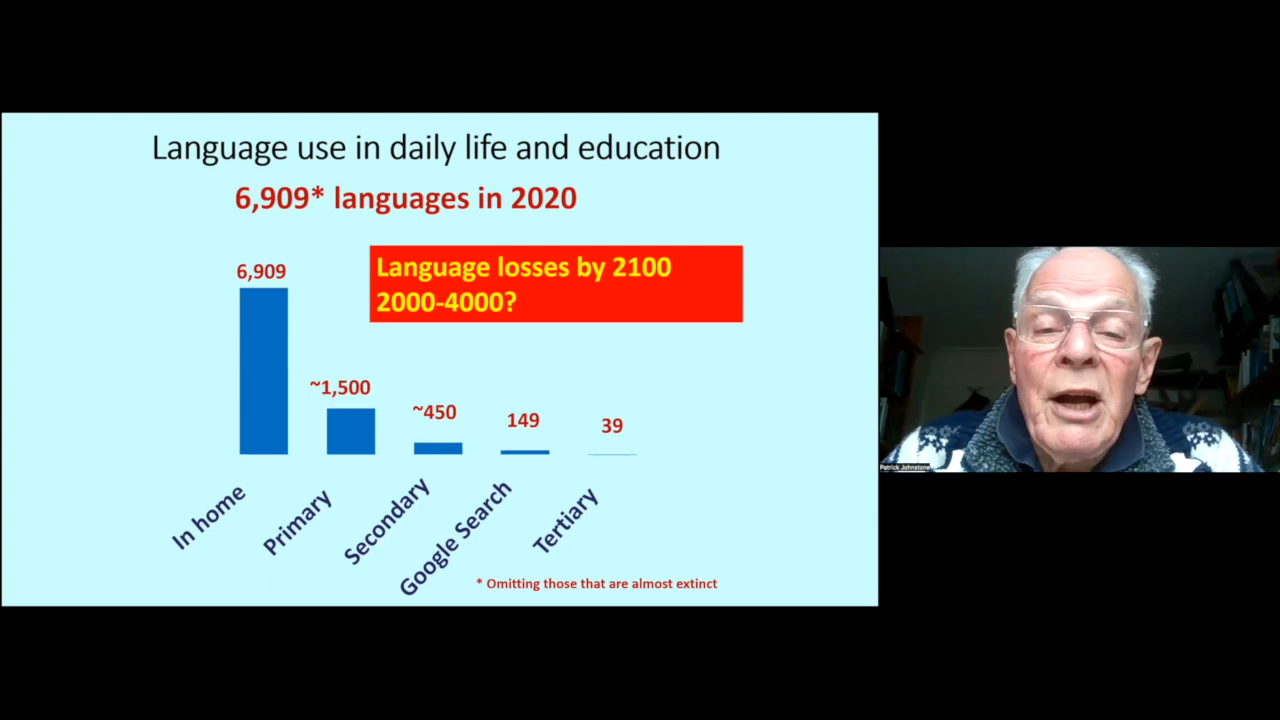 Language use in daily life and education
6,909* languages in 2020
Language losses by 2100
2000-4000?
6,909
~1,500
~450
149
39
In home
Primary
Secondary
Google Search
Tertiary
* Omitting those that are almost extinct
Patrick Johnstone